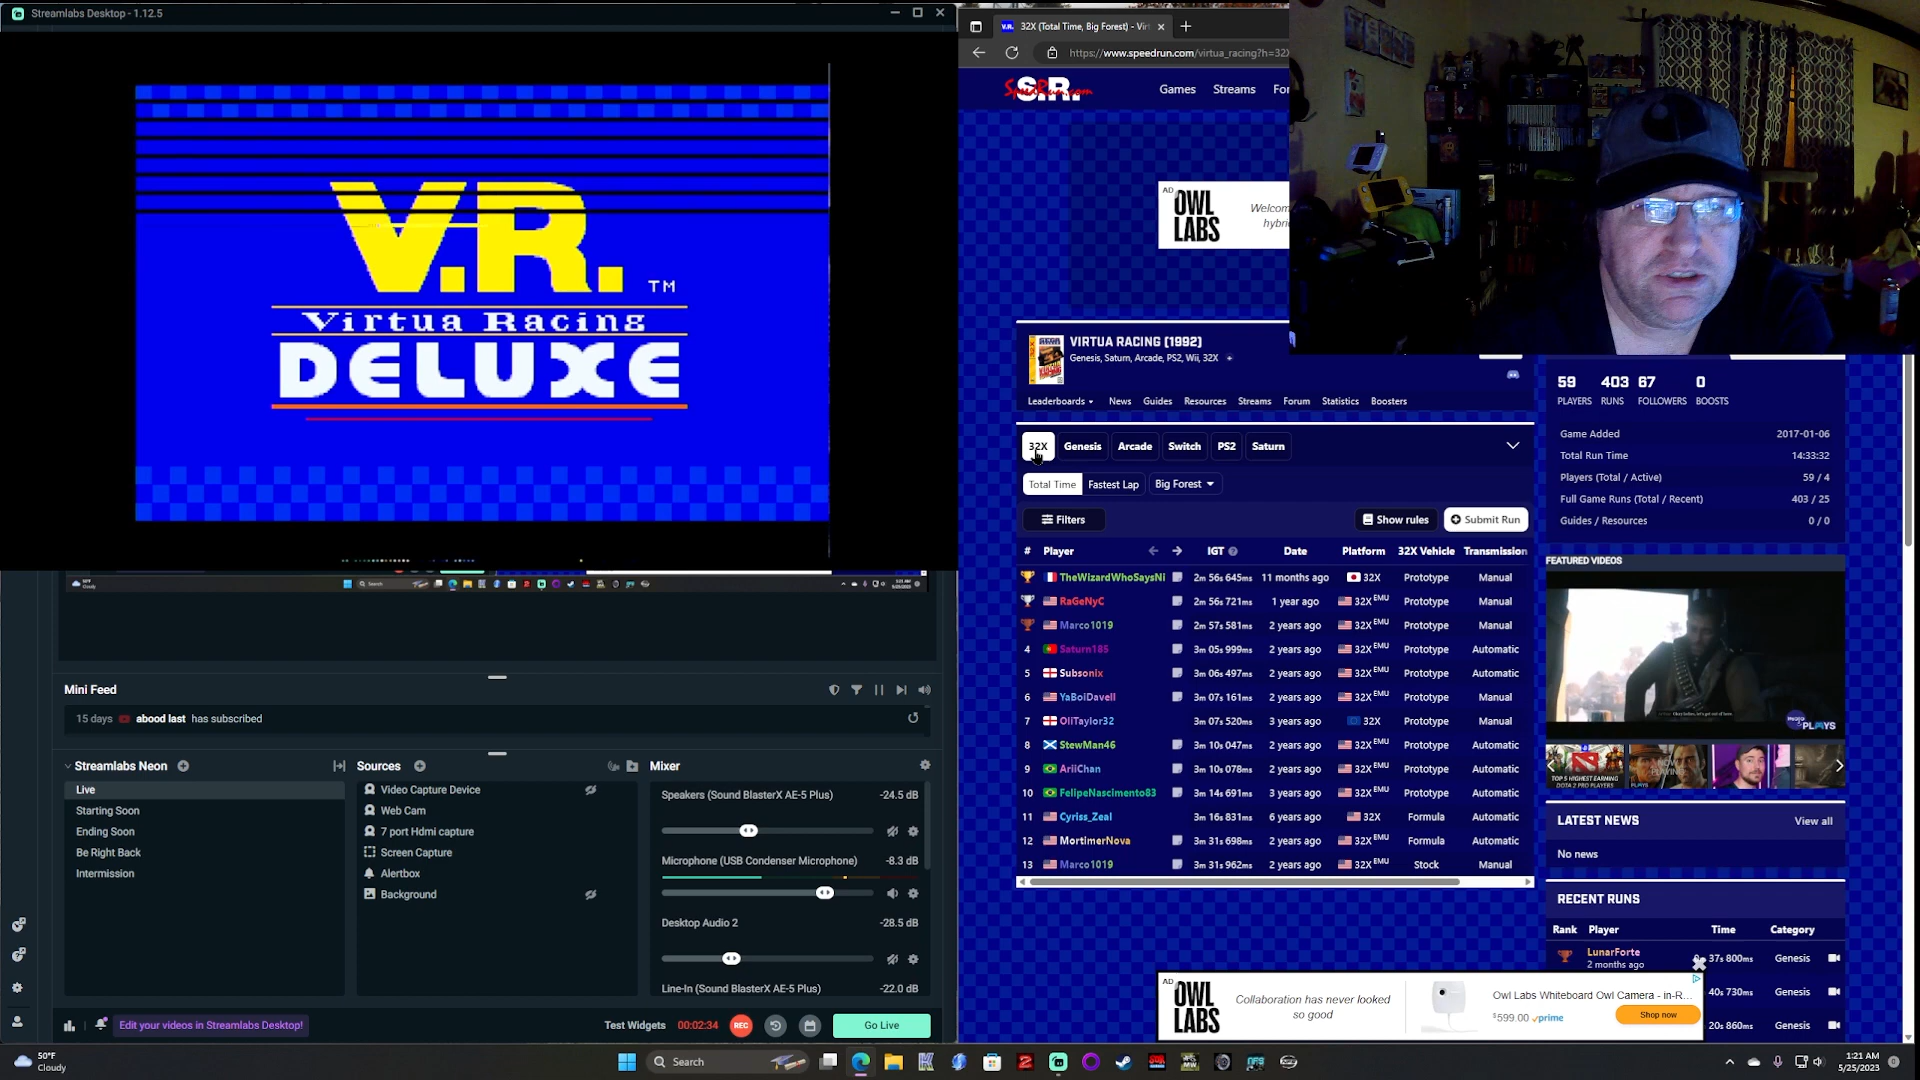 Streamlabs Desktop - 1.12.5
V.R. TM
Virtua Racing
DELUXE
32X (Total Time, Big Forest) - Vir
https://www.speedrun.com/virtua_racing?h=32X
S.R.
SpeedRun.com
Games Streams For
AD
OWL LABS
Welcom
hybri
VIRTUA RACING (1992)
Genesis, Saturn, Arcade, PS2, Wii, 32X
Leaderboards News Guides Resources Streams Forum Statistics Boosters
32X Genesis Arcade Switch PS2 Saturn
Total Time Fastest Lap Big Forest
Filters Show rules Submit Run
# Player IGT Date Platform 32X Vehicle Transmission
TheWizardWhoSaysNi 2m 56s 645ms 11 months ago 32X Prototype Manual
RaGeNyC 2m 56s 721ms 1 year ago 32X EMU Prototype Manual
Marco1019 2m 57s 581ms 2 years ago 32X EMU Prototype Manual
4 Saturn185 3m 05s 999ms 2 years ago 32X EMU Prototype Automatic
5 Subsonix 3m 06s 497ms 2 years ago 32X EMU Prototype Automatic
6 YaBoiDavell 3m 07s 161ms 2 years ago 32X EMU Prototype Manual
7 OliTaylor32 3m 07s 520ms 3 years ago 32X Prototype Manual
8 StewMan46 3m 10s 047ms 2 years ago 32X EMU Prototype Automatic
9 AriiChan 3m 10s 078ms 2 years ago 32X EMU Prototype Automatic
10 FelipeNascimento83 3m 14s 691ms 3 years ago 32X EMU Prototype Automatic
11 Cyriss_Zeal 3m 16s 831ms 6 years ago 32X Formula Automatic
12 MortimerNova 3m 31s 698ms 2 years ago 32X EMU Formula Automatic
13 Marco1019 3m 31s 962ms 2 years ago 32X EMU Stock Manual
59 403 67 0
PLAYERS RUNS FOLLOWERS BOOSTS
Game Added 2017-01-06
Total Run Time 14:33:32
Players (Total / Active) 59 / 4
Full Game Runs (Total / Recent) 403 / 25
Guides / Resources 0 / 0
FEATURED VIDEOS
PLAYS
TOP 5 HIGHEST EARNING
DOTA 2 PRO PLAYERS
LATEST NEWS View all
No news
RECENT RUNS
Rank Player Time Category
LunarForte 37s 800ms Genesis
2 months ago
40s 730ms Genesis
20s 860ms Genesis
AD
OWL LABS
Collaboration has never looked
so good
Owl Labs Whiteboard Owl Camera - in-R...
$599.00 prime
Shop now
Mini Feed
15 days abood last has subscribed
Streamlabs Neon
Live
Starting Soon
Ending Soon
Be Right Back
Intermission
Sources
Video Capture Device
Web Cam
7 port Hdmi capture
Screen Capture
Alertbox
Background
Mixer
Speakers (Sound BlasterX AE-5 Plus) -24.5 dB
Microphone (USB Condenser Microphone) -8.3 dB
Desktop Audio 2 -28.5 dB
Line-In (Sound BlasterX AE-5 Plus) -22.0 dB
Edit your videos in Streamlabs Desktop!
Test Widgets 00:02:34 REC Go Live
50°F
Cloudy
Search
1:21 AM
5/25/2023